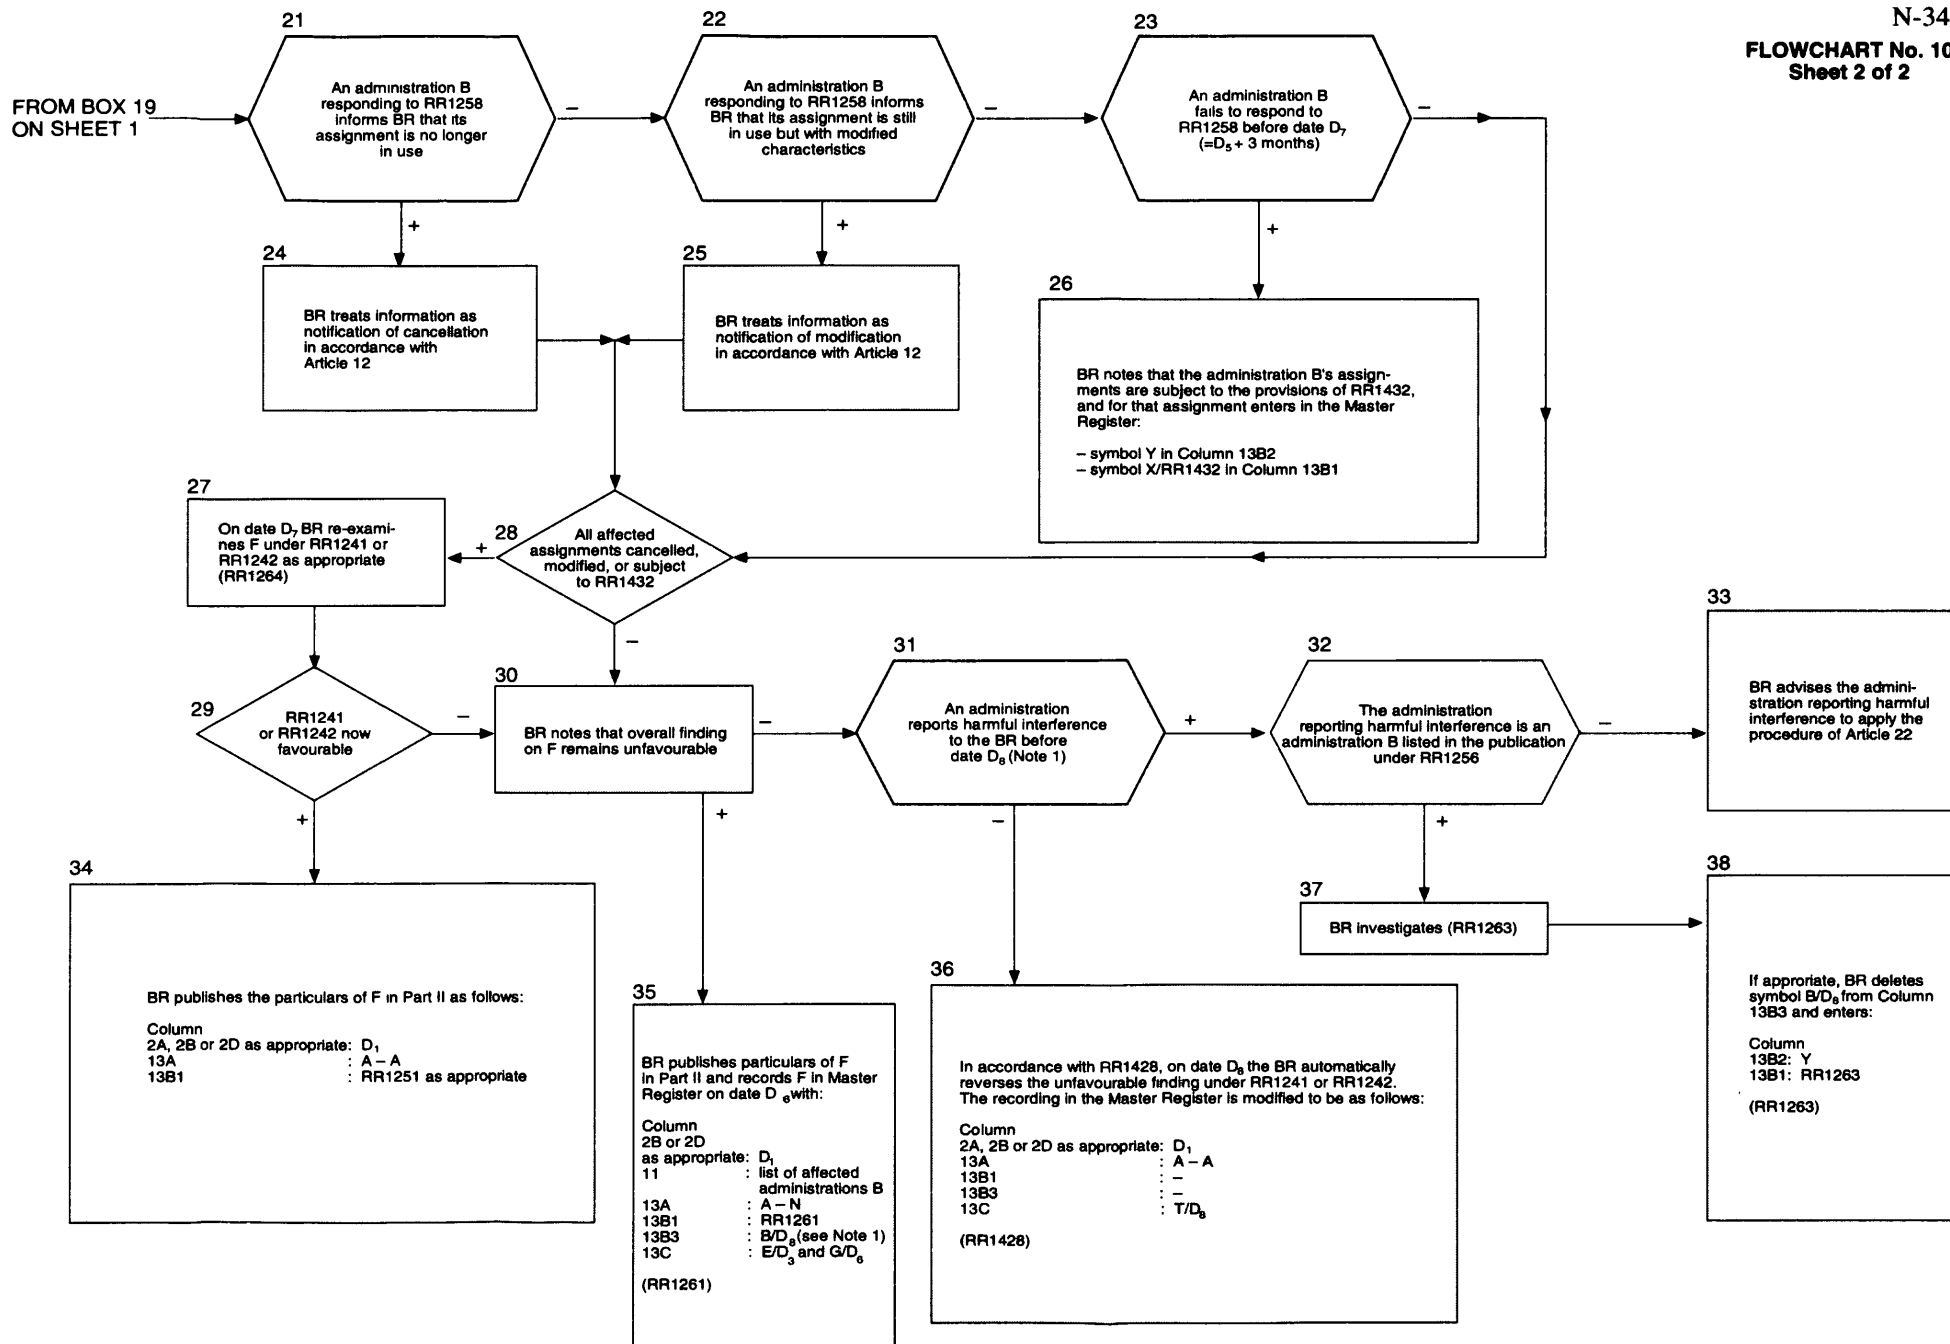 N-34
FLOWCHART No. 10
Sheet 2 of 2
FROM BOX 19
ON SHEET 1
21
An administration B
responding to RR1258
informs BR that its
assignment is no longer
in use
–
+
22
An administration B
responding to RR1258 informs
BR that its assignment is still
in use but with modified
characteristics
–
+
23
An administration B
fails to respond to
RR1258 before date D7
(=D5 + 3 months)
–
+
24
BR treats information as
notification of cancellation
in accordance with
Article 12
25
BR treats information as
notification of modification
in accordance with Article 12
26
BR notes that the administration B's assign-
ments are subject to the provisions of RR1432,
and for that assignment enters in the Master
Register:
– symbol Y in Column 13B2
– symbol X/RR1432 in Column 13B1
27
On date D7 BR re-exami-
nes F under RR1241 or
RR1242 as appropriate
(RR1264)
+
28
All affected
assignments cancelled,
modified, or subject
to RR1432
–
29
RR1241
or RR1242 now
favourable
–
+
30
BR notes that overall finding
on F remains unfavourable
–
+
31
An administration
reports harmful interference
to the BR before
date D8 (Note 1)
+
–
32
The administration
reporting harmful interference is an
administration B listed in the publication
under RR1256
–
+
33
BR advises the admini-
stration reporting harmful
interference to apply the
procedure of Article 22
34
BR publishes the particulars of F in Part II as follows:
Column
2A, 2B or 2D as appropriate: D1
13A : A – A
13B1 : RR1251 as appropriate
35
BR publishes particulars of F
in Part II and records F in Master
Register on date D 6 with:
Column
2B or 2D
as appropriate: D1
11 : list of affected
administrations B
13A : A – N
13B1 : RR1261
13B3 : B/D8 (see Note 1)
13C : E/D3 and G/D6
(RR1261)
36
In accordance with RR1428, on date D8 the BR automatically
reverses the unfavourable finding under RR1241 or RR1242.
The recording in the Master Register is modified to be as follows:
Column
2A, 2B or 2D as appropriate: D1
13A : A – A
13B1 : –
13B3 : –
13C : T/D8
(RR1428)
37
BR investigates (RR1263)
38
If approriate, BR deletes
symbol B/D8 from Column
13B3 and enters:
Column
13B2: Y
13B1: RR1263
(RR1263)